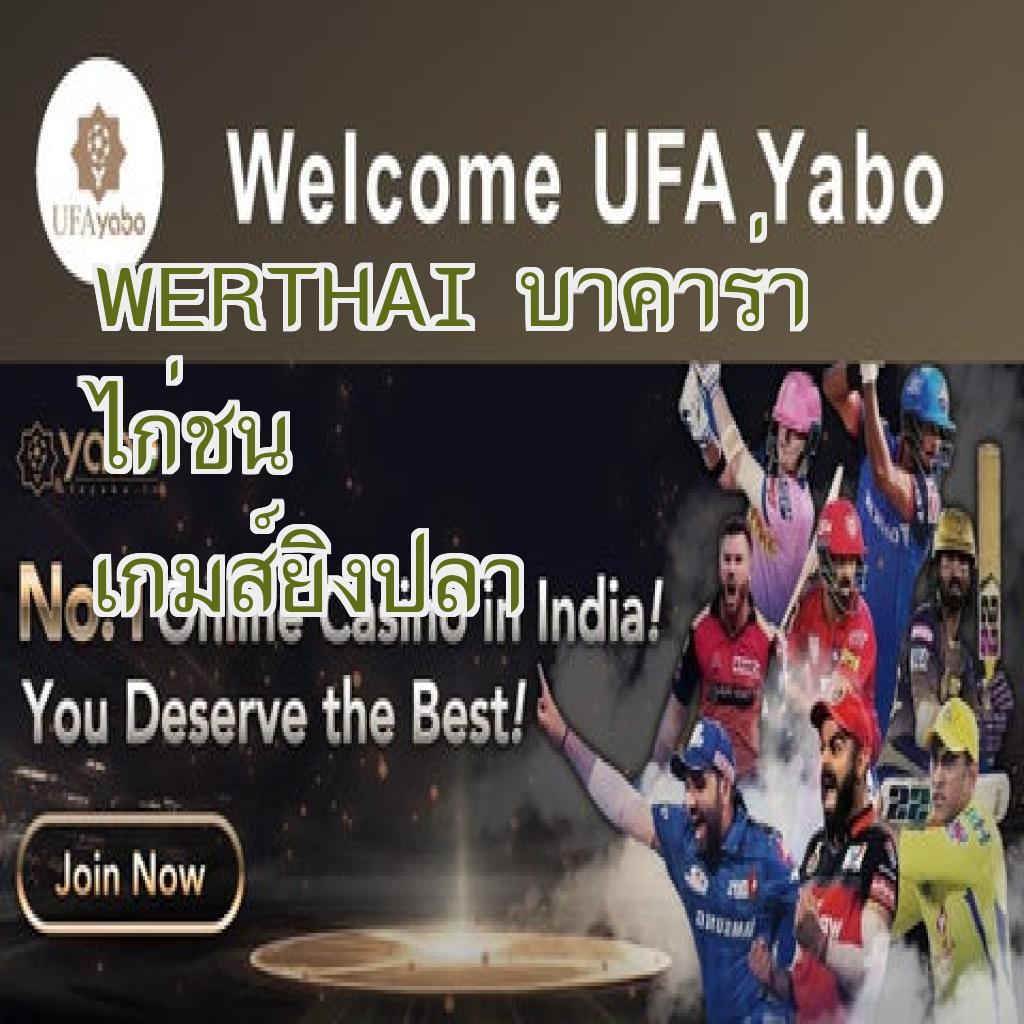 UFAyabo
Welcome UFA Yabo
WERTHAI บาคาร่า
ไก่ชน
เกมส์ยิงปลา
No.1 Online Casino in India!
You Deserve the Best!
Join Now
22